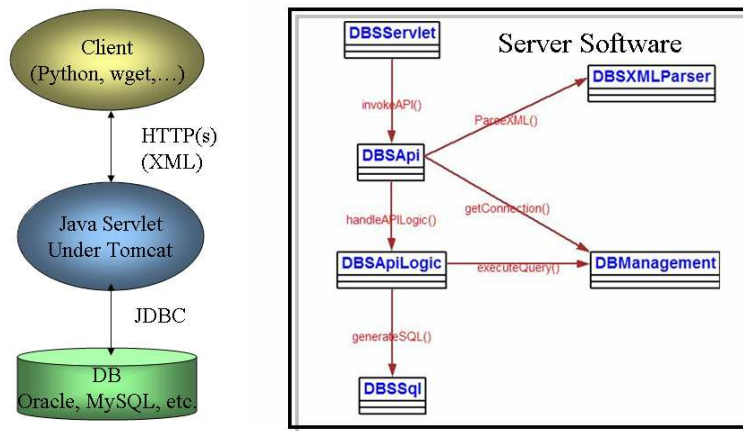 Client
(Python, wget,...)
HTTP(s)
(XML)
Java Servlet
Under Tomcat
JDBC
DB
Oracle, MySQL, etc.
Server Software
DBSServlet
DBSXMLParser
invokeAPI()
ParseXML()
DBSApi
handleAPILogic()
getConnection()
DBSApiLogic
executeQuery()
DBManagement
generateSQL()
DBSSql